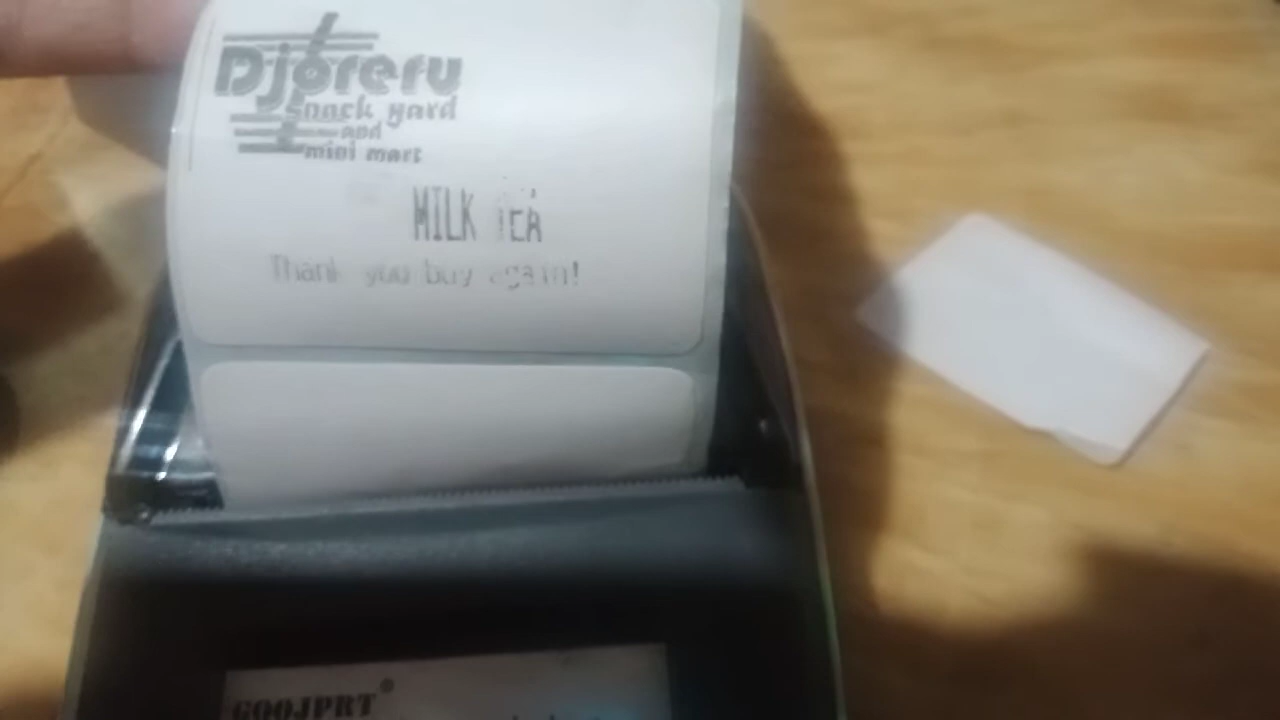 Djoreru
snack yard
and
mini mart
MILK TEA
Thank you buy again!
GOOJPRT®